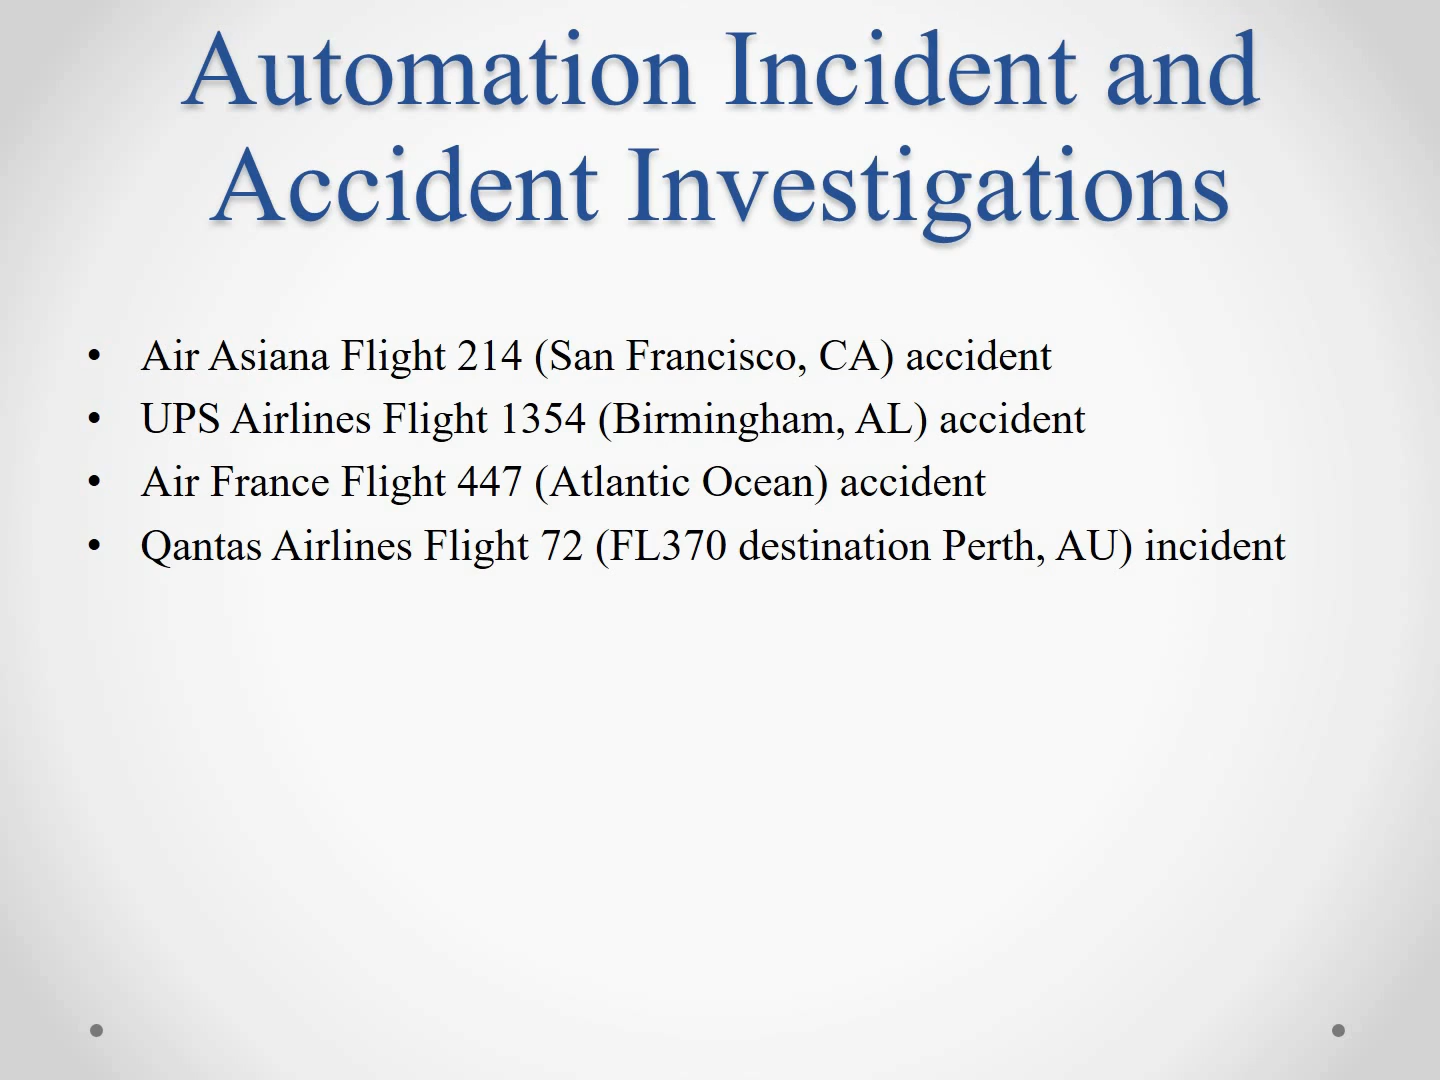 Automation Incident and
Accident Investigations
• Air Asiana Flight 214 (San Francisco, CA) accident
• UPS Airlines Flight 1354 (Birmingham, AL) accident
• Air France Flight 447 (Atlantic Ocean) accident
• Qantas Airlines Flight 72 (FL370 destination Perth, AU) incident